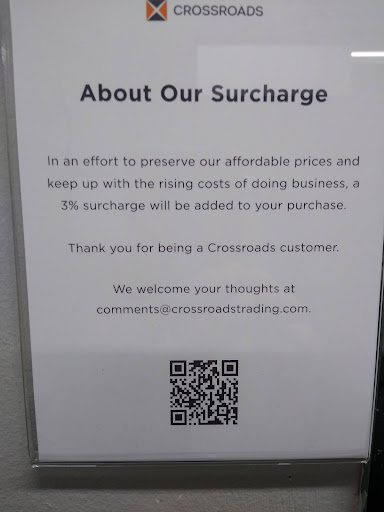 CROSSROADS
About Our Surcharge
In an effort to preserve our affordable prices and
keep up with the rising costs of doing business, a
3% surcharge will be added to your purchase.
Thank you for being a Crossroads customer.
We welcome your thoughts at
comments@crossroadstrading.com.